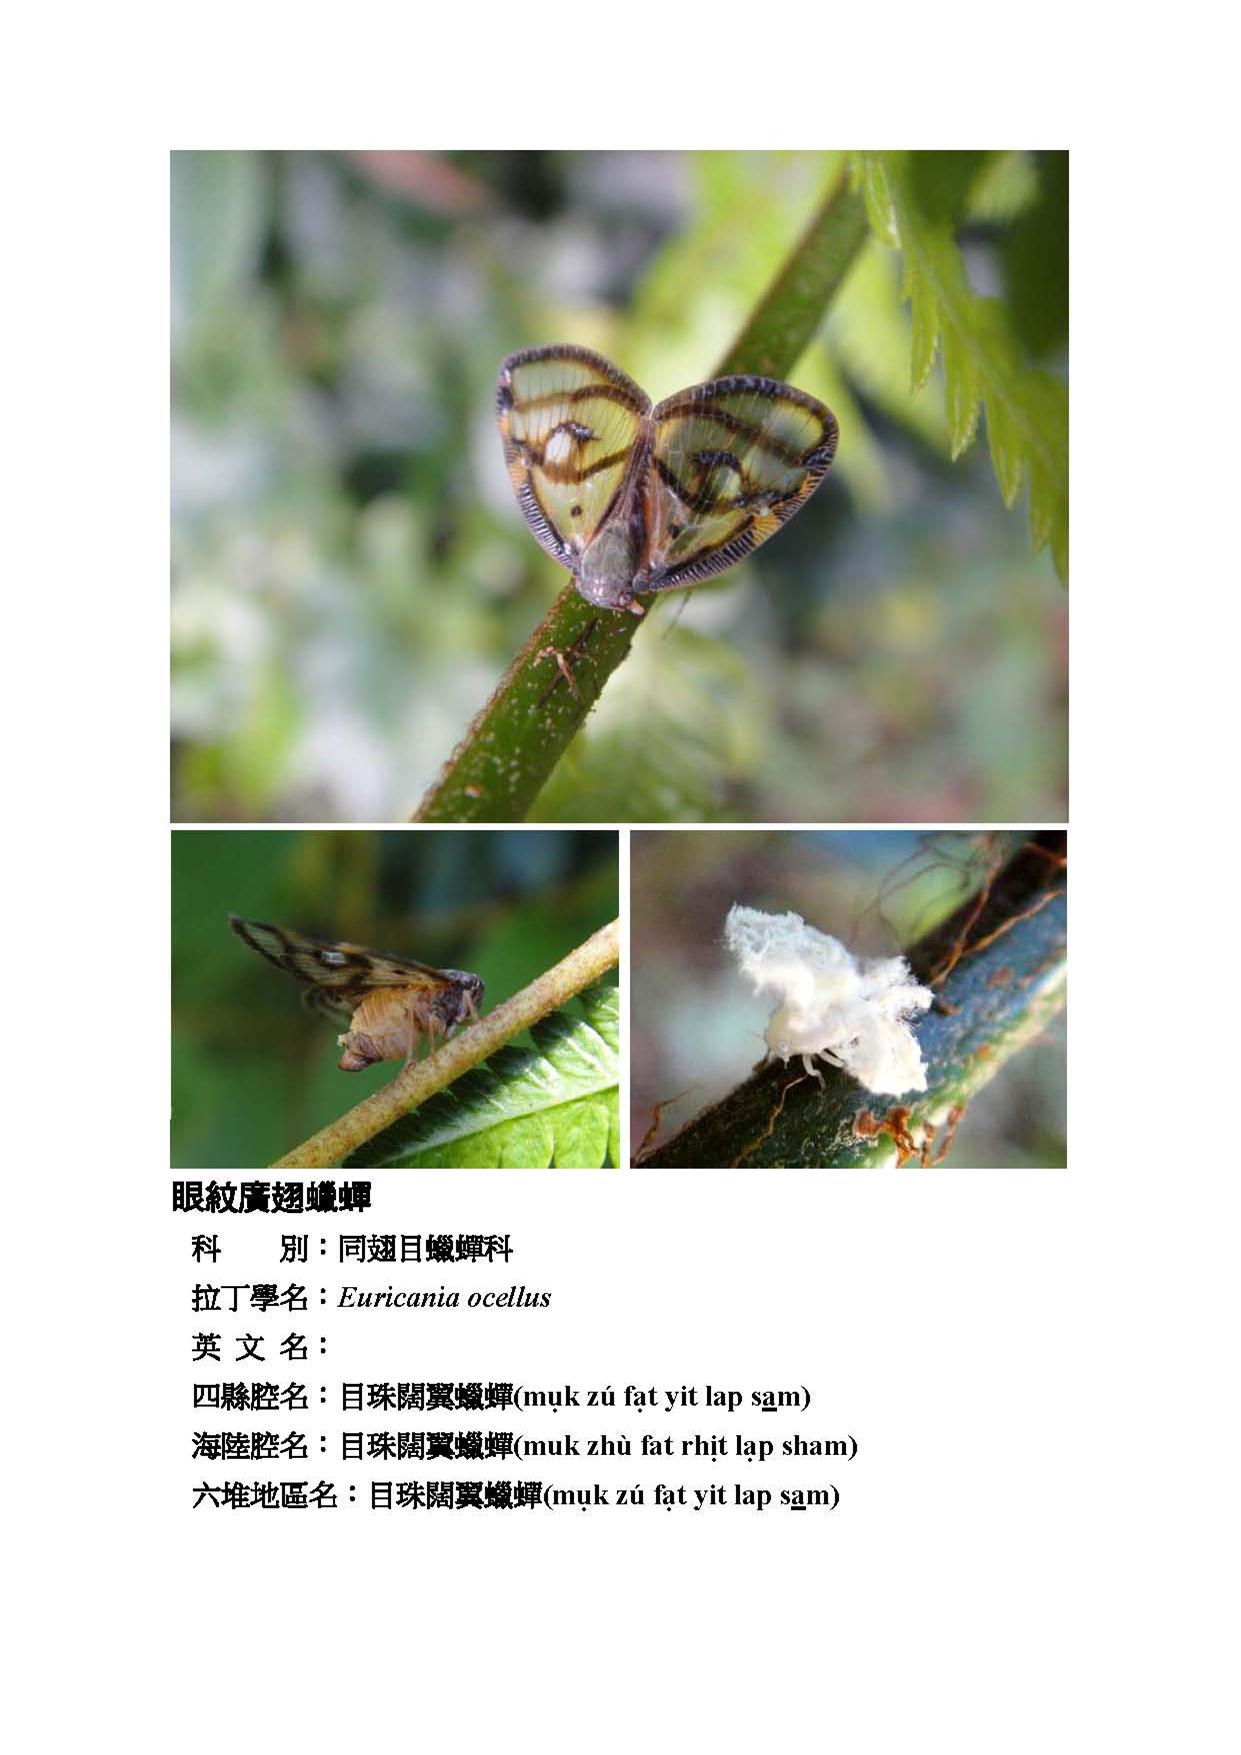 眼紋廣翅蠟蟬
科　　別：同翅目蠟蟬科
拉丁學名：Euricania ocellus
英 文 名：
四縣腔名：目珠闊翼蠟蟬(mụk zú fạt yit lap sa̲m)
海陸腔名：目珠闊翼蠟蟬(muk zhù fat rhịt lạp sham)
六堆地區名：目珠闊翼蠟蟬(mụk zú fạt yit lap sa̲m)